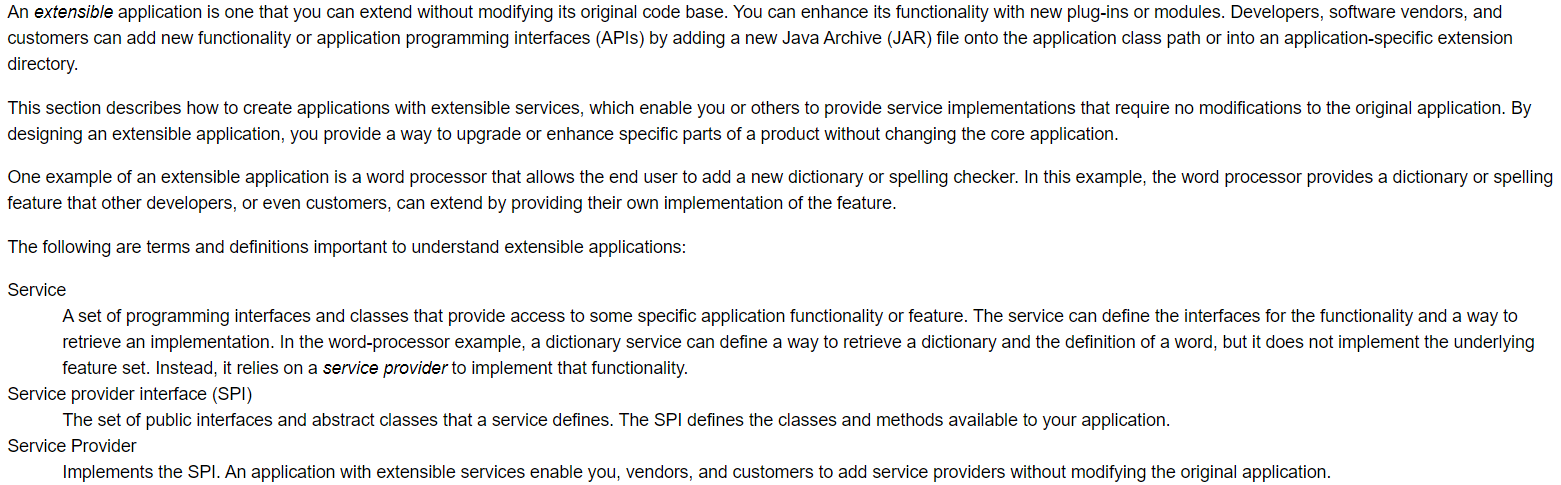 An extensible application is one that you can extend without modifying its original code base. You can enhance its functionality with new plug-ins or modules. Developers, software vendors, and
customers can add new functionality or application programming interfaces (APIs) by adding a new Java Archive (JAR) file onto the application class path or into an application-specific extension
directory.
This section describes how to create applications with extensible services, which enable you or others to provide service implementations that require no modifications to the original application. By
designing an extensible application, you provide a way to upgrade or enhance specific parts of a product without changing the core application.
One example of an extensible application is a word processor that allows the end user to add a new dictionary or spelling checker. In this example, the word processor provides a dictionary or spelling
feature that other developers, or even customers, can extend by providing their own implementation of the feature.
The following are terms and definitions important to understand extensible applications:
Service
A set of programming interfaces and classes that provide access to some specific application functionality or feature. The service can define the interfaces for the functionality and a way to
retrieve an implementation. In the word-processor example, a dictionary service can define a way to retrieve a dictionary and the definition of a word, but it does not implement the underlying
feature set. Instead, it relies on a service provider to implement that functionality.
Service provider interface (SPI)
The set of public interfaces and abstract classes that a service defines. The SPI defines the classes and methods available to your application.
Service Provider
Implements the SPI. An application with extensible services enable you, vendors, and customers to add service providers without modifying the original application.